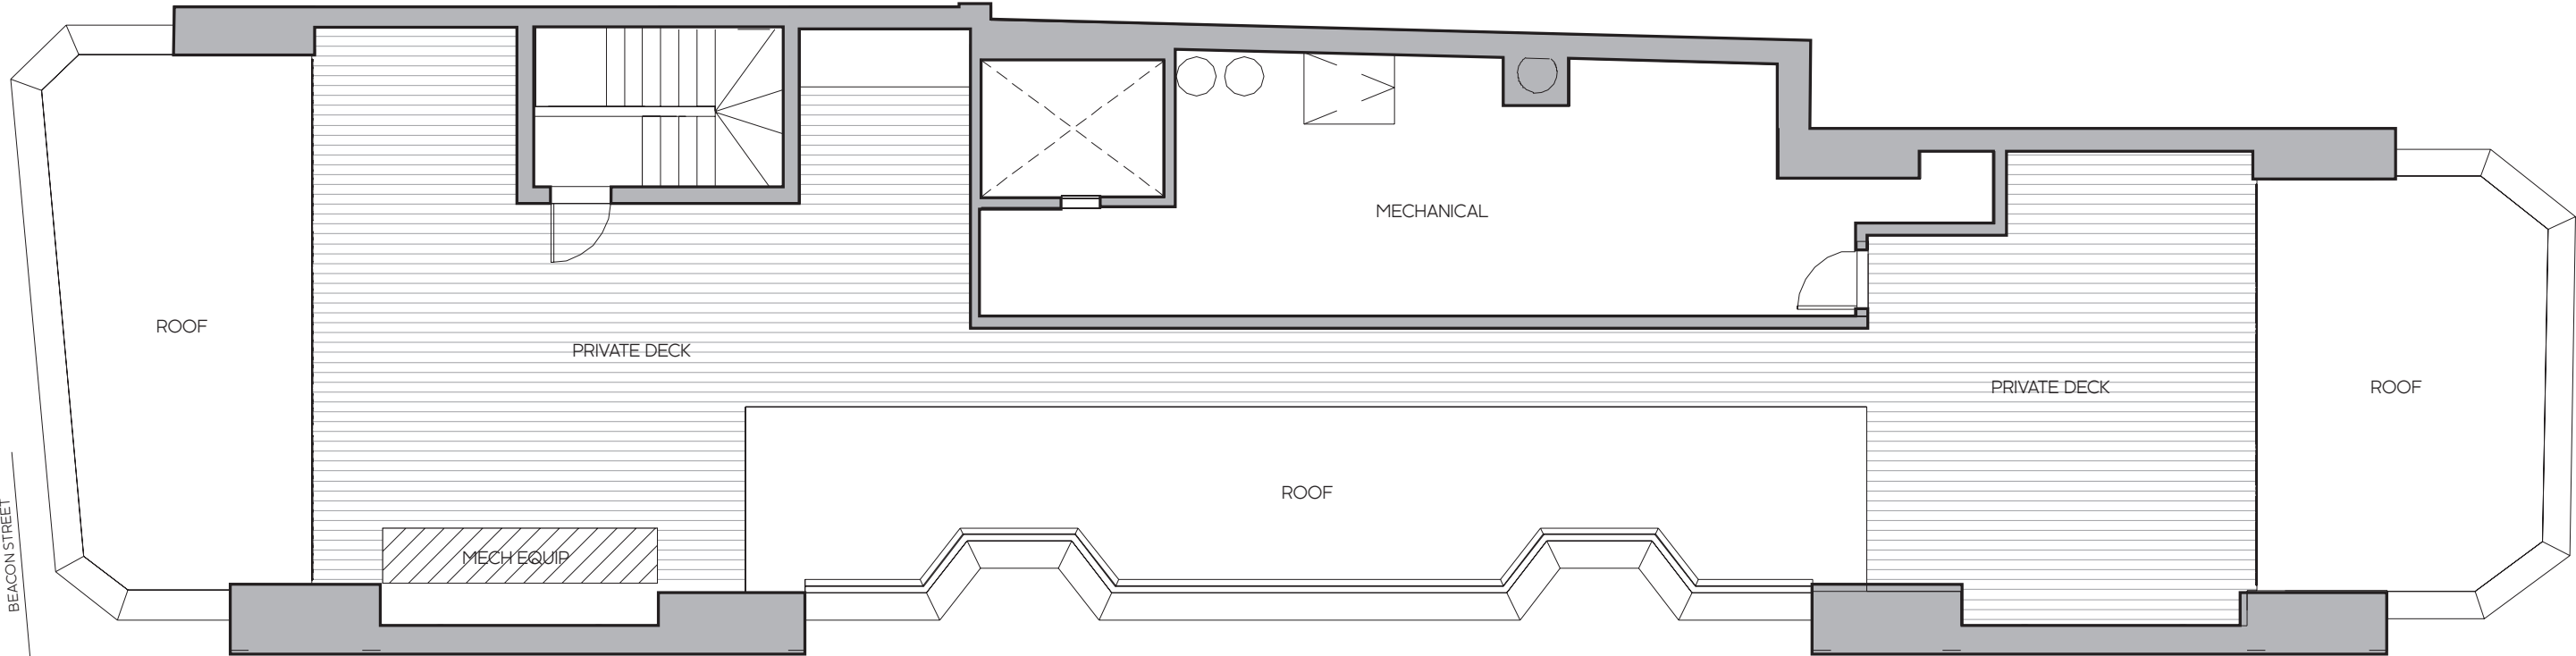 MECHANICAL
ROOF
PRIVATE DECK
PRIVATE DECK
ROOF
ROOF
MECH EQUIP
BEACON STREET